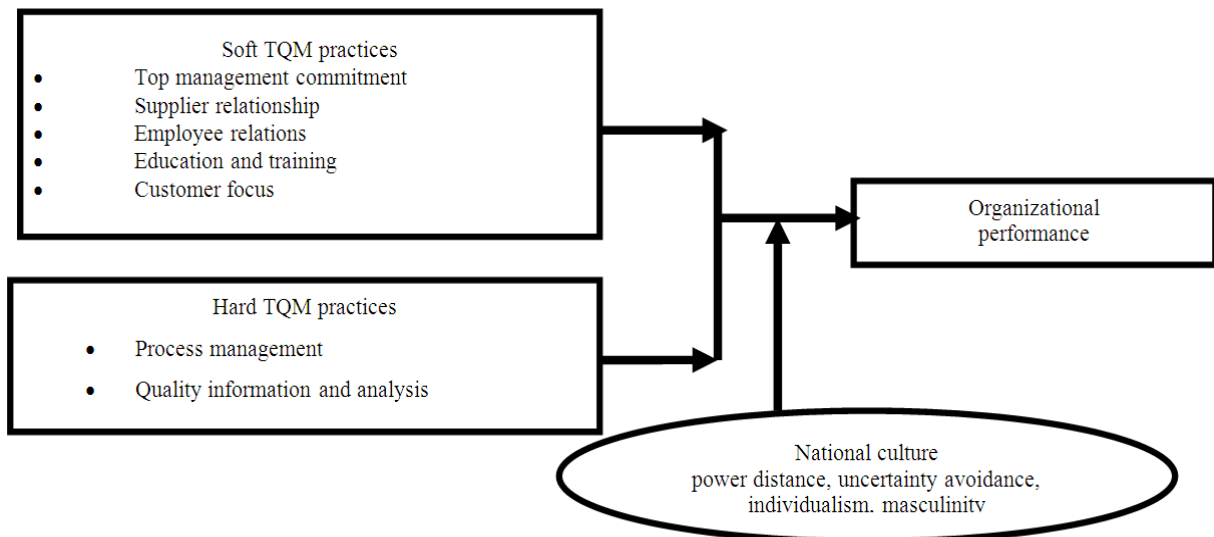 Soft TQM practices
• Top management commitment
• Supplier relationship
• Employee relations
• Education and training
• Customer focus
Hard TQM practices
• Process management
• Quality information and analysis
Organizational
performance
National culture
power distance, uncertainty avoidance,
individualism, masculinity